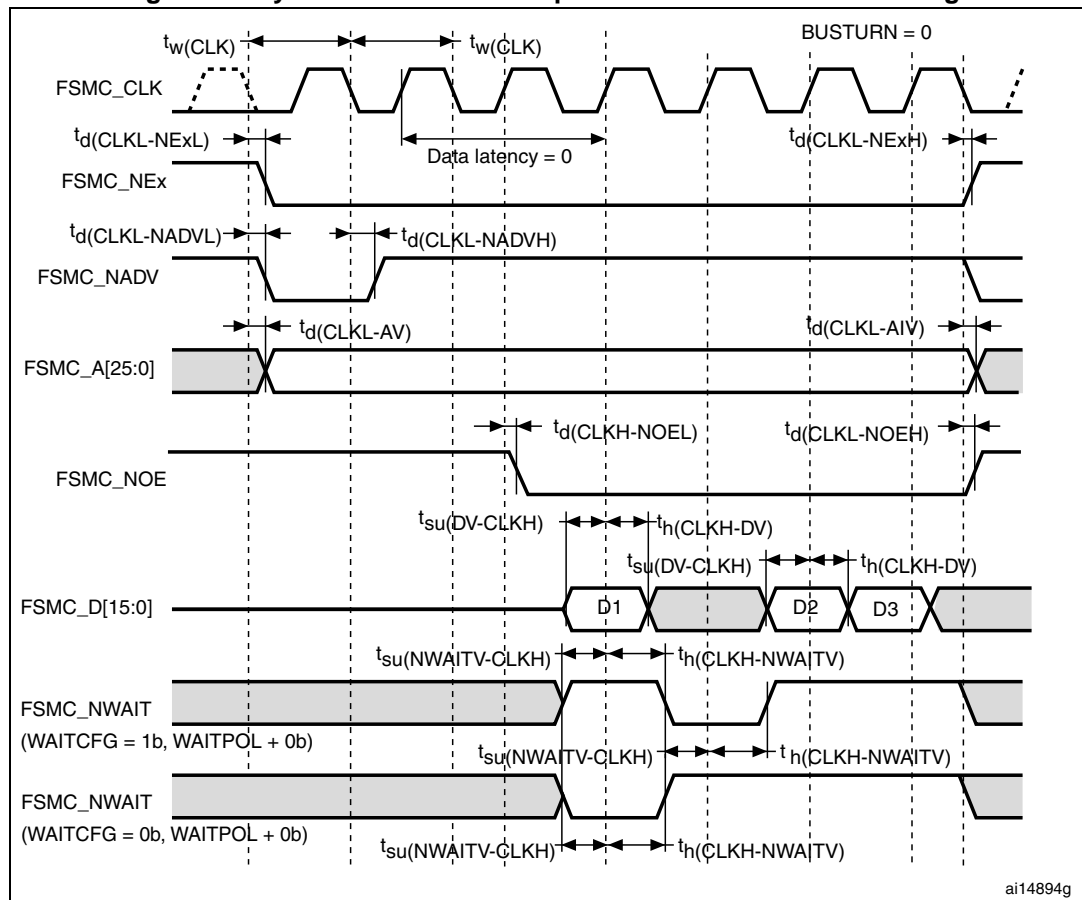 BUSTURN = 0
tw(CLK) tw(CLK)
FSMC_CLK
td(CLKL-NExL) Data latency = 0 td(CLKL-NExH)
FSMC_NEx
td(CLKL-NADVL) td(CLKL-NADVH)
FSMC_NADV
td(CLKL-AV) td(CLKL-AIV)
FSMC_A[25:0]
td(CLKH-NOEL) td(CLKL-NOEH)
FSMC_NOE
tsu(DV-CLKH) th(CLKH-DV)
tsu(DV-CLKH) th(CLKH-DV)
FSMC_D[15:0] D1 D2 D3
tsu(NWAITV-CLKH) th(CLKH-NWAITV)
FSMC_NWAIT
(WAITCFG = 1b, WAITPOL + 0b)
tsu(NWAITV-CLKH) th(CLKH-NWAITV)
FSMC_NWAIT
(WAITCFG = 0b, WAITPOL + 0b)
tsu(NWAITV-CLKH) th(CLKH-NWAITV)
ai14894g